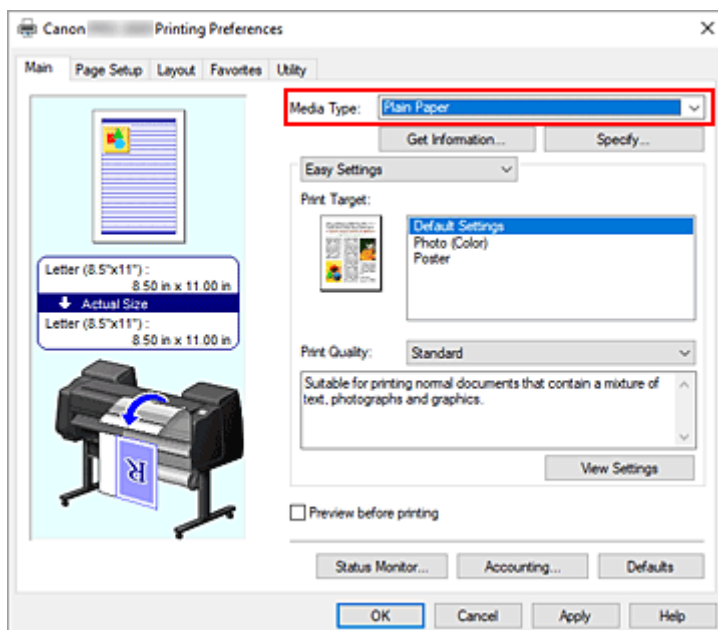 Canon Printing Preferences
Main Page Setup Layout Favorites Utility
Media Type: Plain Paper
Get Information... Specify...
Easy Settings
Print Target:
Default Settings
Photo (Color)
Poster
Letter (8.5"x11") :
8.50 in x 11.00 in
Actual Size
Letter (8.5"x11") :
8.50 in x 11.00 in
R
Print Quality: Standard
Suitable for printing normal documents that contain a mixture of
text, photographs and graphics.
View Settings
Preview before printing
Status Monitor... Accounting... Defaults
OK Cancel Apply Help